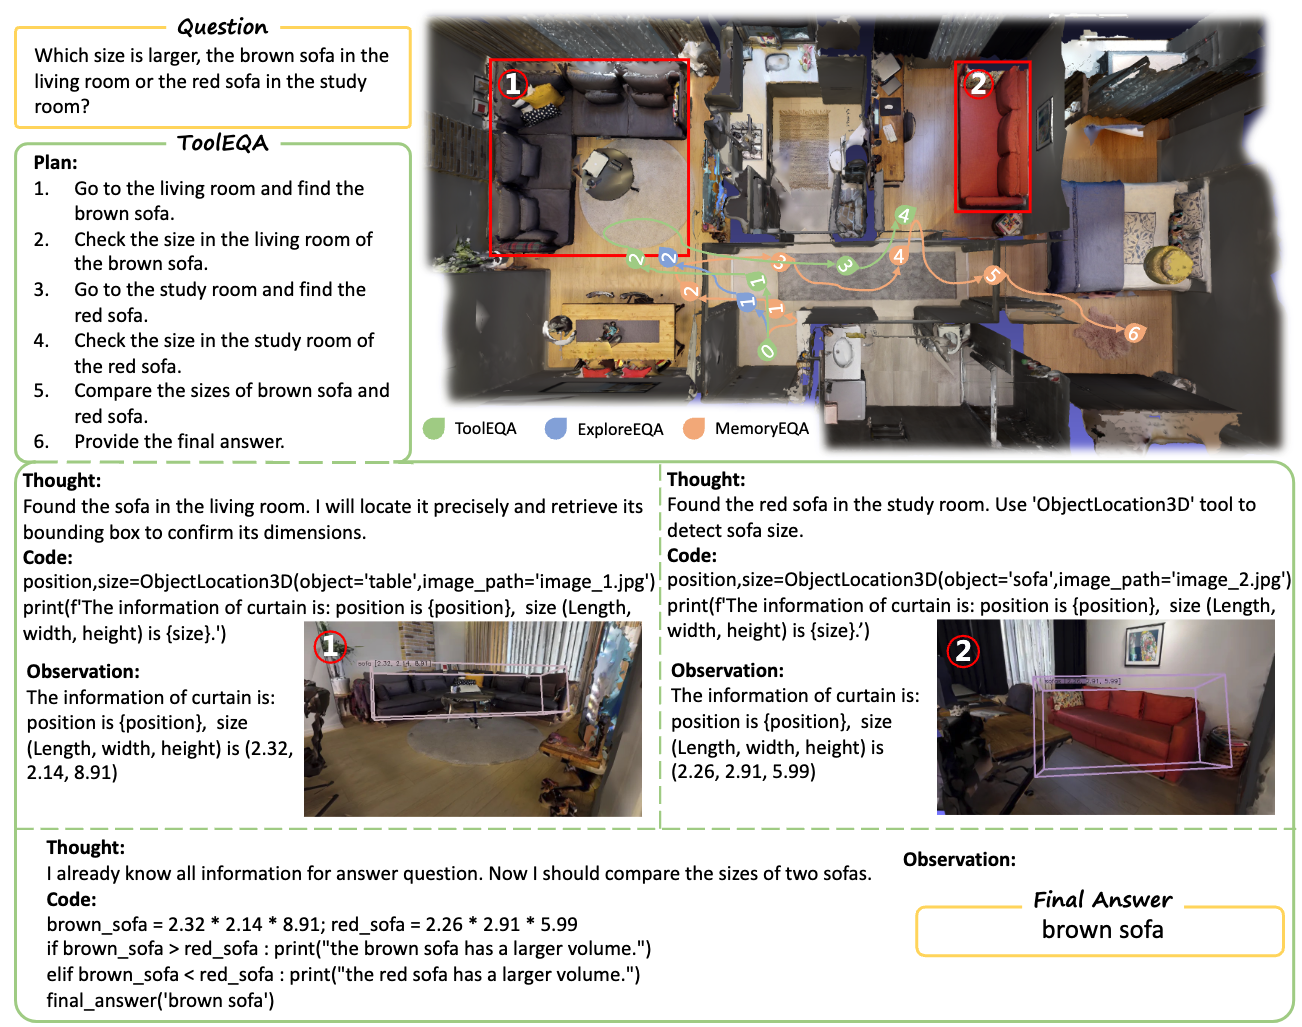 Question
Which size is larger, the brown sofa in the
living room or the red sofa in the study
room?
ToolEQA
Plan:
1. Go to the living room and find the
brown sofa.
2. Check the size in the living room of
the brown sofa.
3. Go to the study room and find the
red sofa.
4. Check the size in the study room of
the red sofa.
5. Compare the sizes of brown sofa and
red sofa.
6. Provide the final answer.
1
2
4
2
2
3
3
4
1
5
2
1
1
6
0
ToolEQA
ExploreEQA
MemoryEQA
Thought:
Found the sofa in the living room. I will locate it precisely and retrieve its
bounding box to confirm its dimensions.
Code:
position,size=ObjectLocation3D(object='table',image_path='image_1.jpg')
print(f'The information of curtain is: position is {position}, size (Length,
width, height) is {size}.')
1
Observation:
The information of curtain is:
position is {position}, size
(Length, width, height) is (2.32,
2.14, 8.91)
Thought:
Found the red sofa in the study room. Use 'ObjectLocation3D' tool to
detect sofa size.
Code:
position,size=ObjectLocation3D(object='sofa',image_path='image_2.jpg')
print(f'The information of curtain is: position is {position}, size (Length,
width, height) is {size}.’)
2
Observation:
The information of curtain is:
position is {position}, size
(Length, width, height) is
(2.26, 2.91, 5.99)
Thought:
I already know all information for answer question. Now I should compare the sizes of two sofas.
Code:
brown_sofa = 2.32 * 2.14 * 8.91; red_sofa = 2.26 * 2.91 * 5.99
if brown_sofa > red_sofa : print("the brown sofa has a larger volume.")
elif brown_sofa < red_sofa : print("the red sofa has a larger volume.")
final_answer('brown sofa')
Observation:
Final Answer
brown sofa